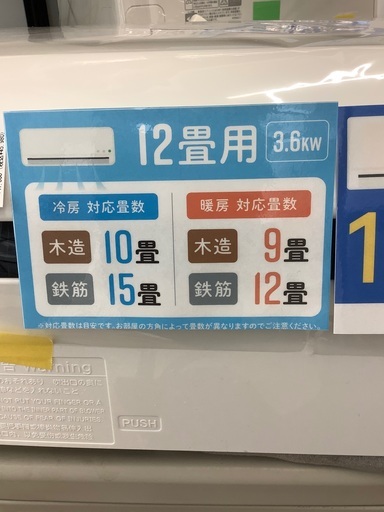 12畳用 3.6KW
冷房 対応畳数
木造 10畳
鉄筋 15畳
暖房 対応畳数
木造 9畳
鉄筋 12畳
※対応畳数は目安です。お部屋の方角によって畳数が異なりますのでご注意ください。
1
Warning
PUSH